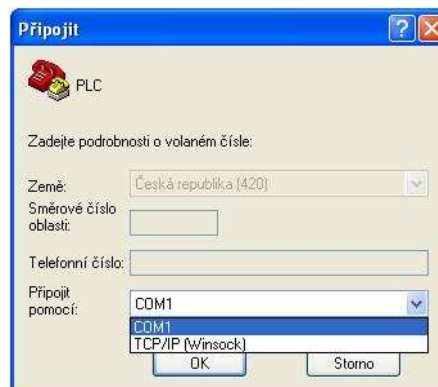 Připojit
PLC
Zadejte podrobnosti o volaném čísle:
Země: Česká republika (420)
Směrové číslo
oblasti:
Telefonní číslo:
Připojit
pomocí: COM1
COM1
TCP/IP (Winsock)
OK Storno